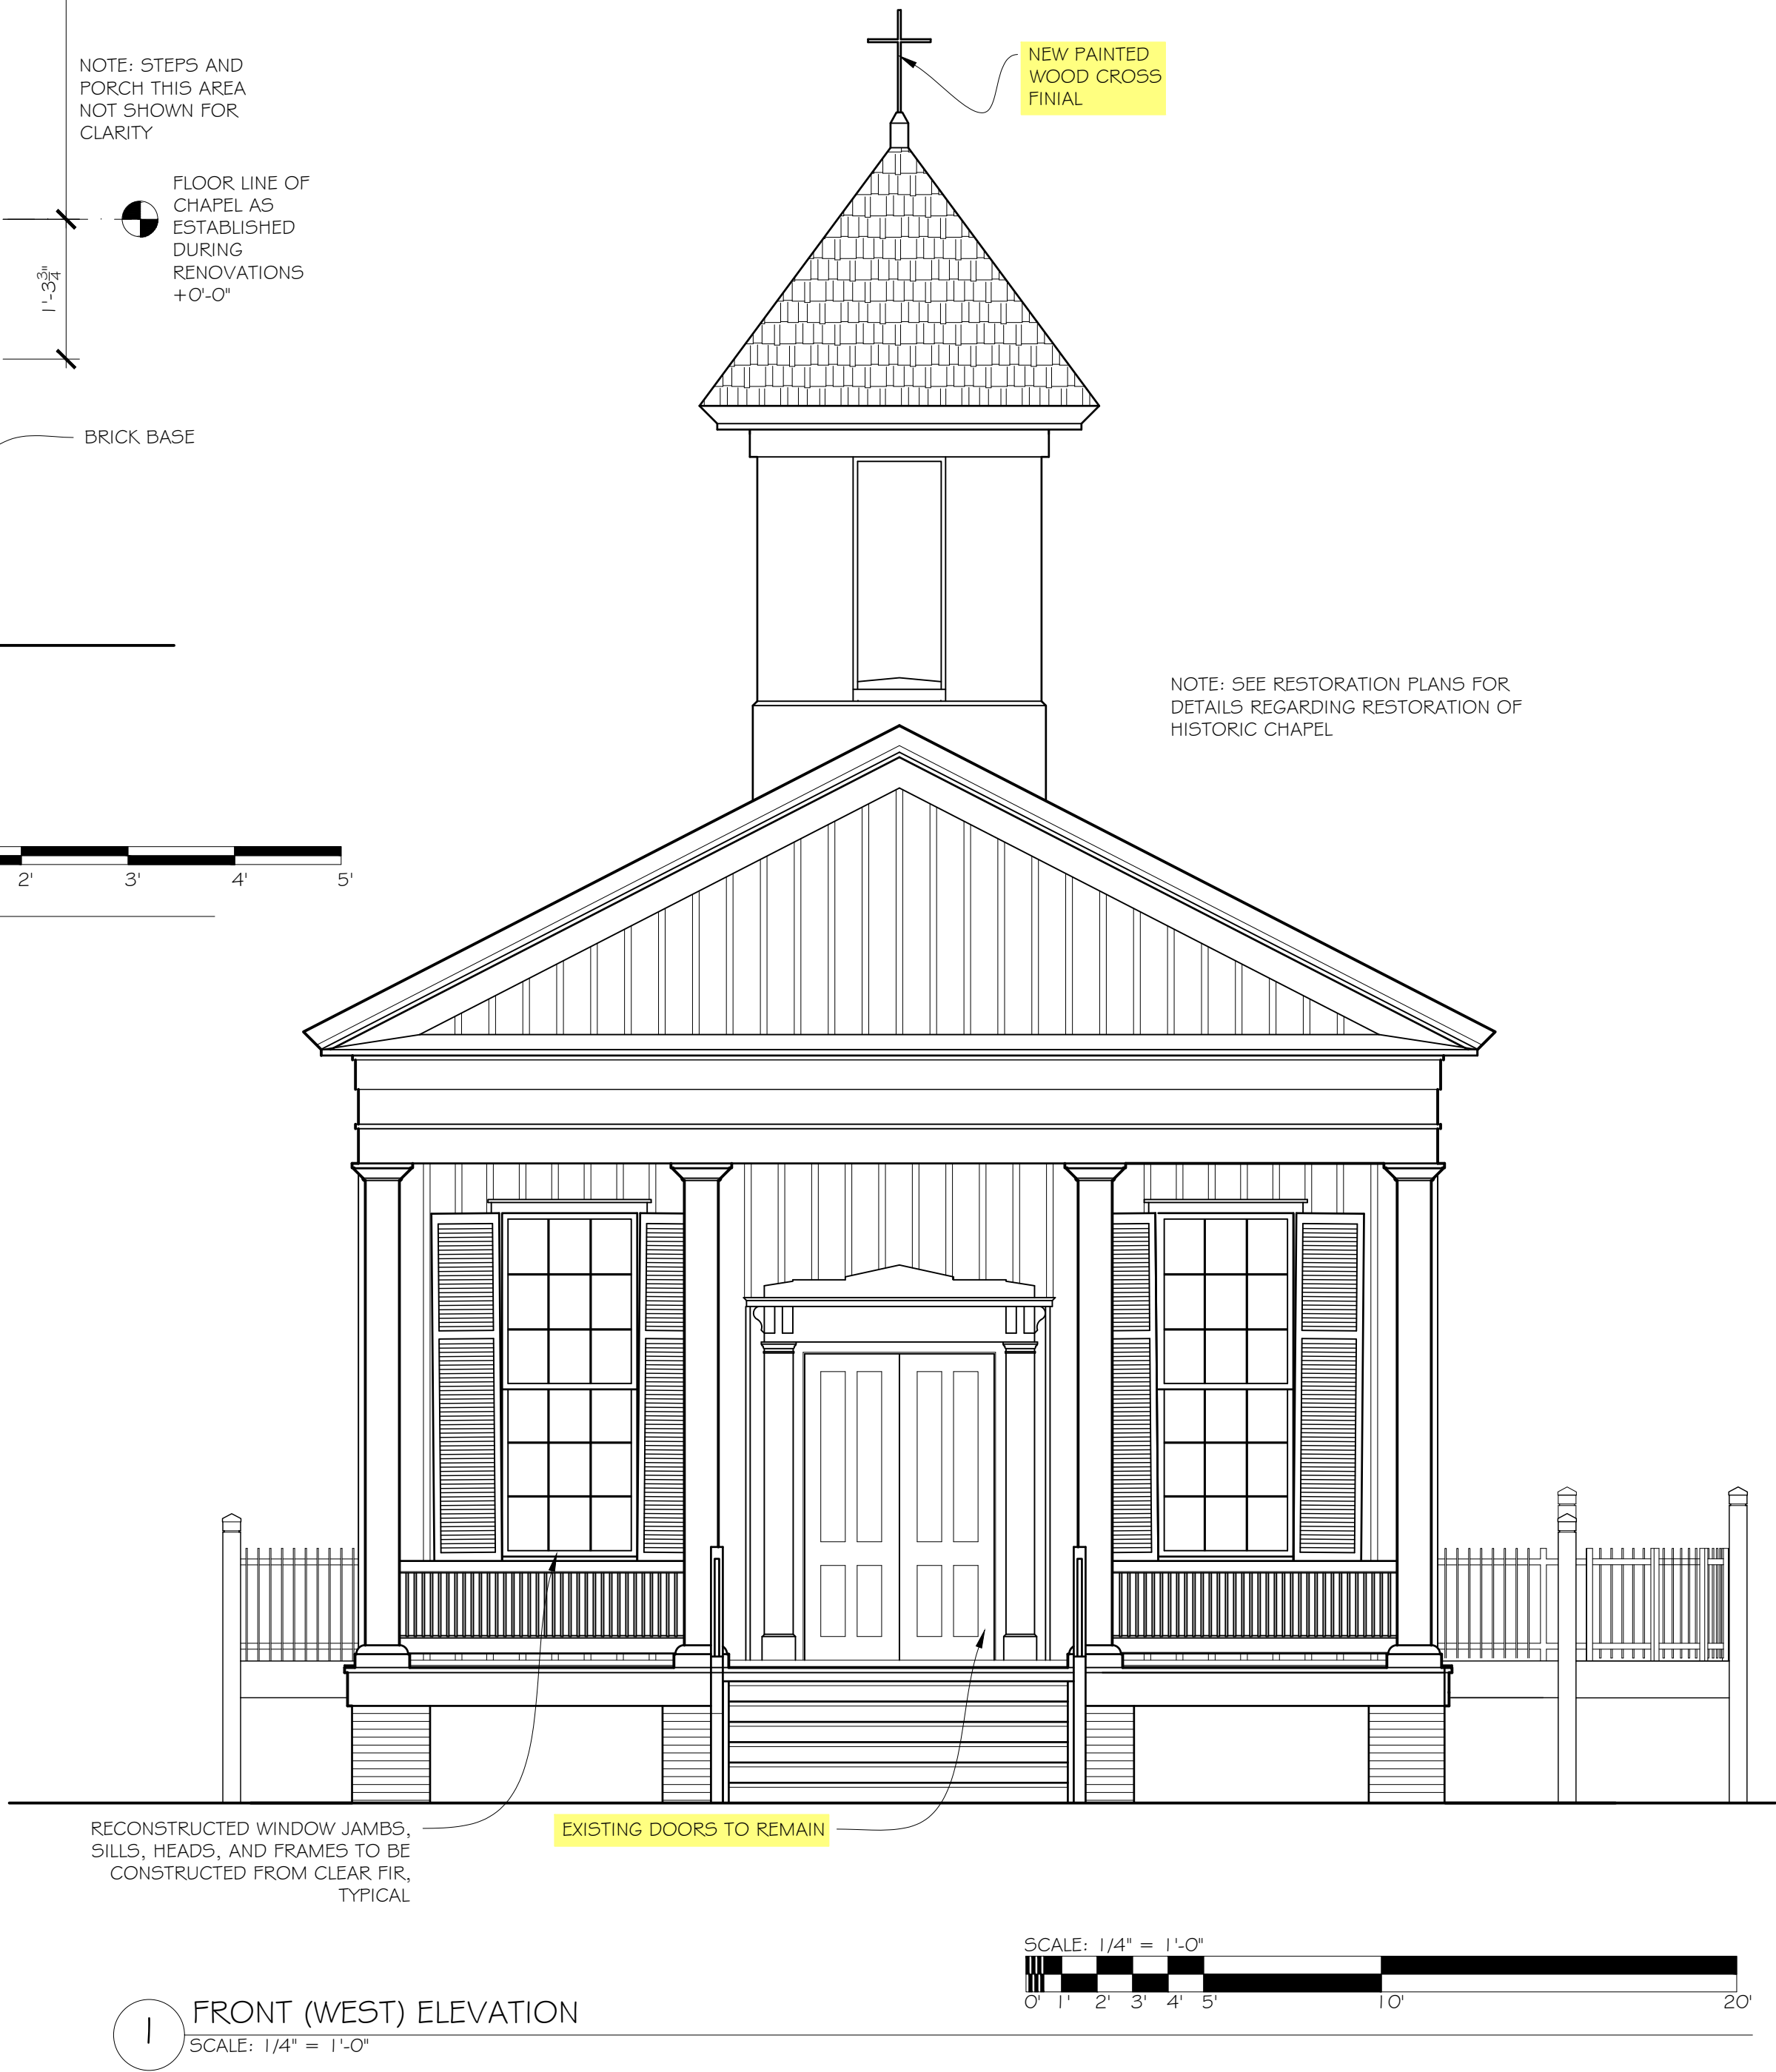 NOTE: STEPS AND
PORCH THIS AREA
NOT SHOWN FOR
CLARITY
NEW PAINTED
WOOD CROSS
FINIAL
FLOOR LINE OF
CHAPEL AS
ESTABLISHED
DURING
RENOVATIONS
+0'-0"
1'-3 3/4"
BRICK BASE
NOTE: SEE RESTORATION PLANS FOR
DETAILS REGARDING RESTORATION OF
HISTORIC CHAPEL
2' 3' 4' 5'
RECONSTRUCTED WINDOW JAMBS,
SILLS, HEADS, AND FRAMES TO BE
CONSTRUCTED FROM CLEAR FIR,
TYPICAL
EXISTING DOORS TO REMAIN
SCALE: 1/4" = 1'-0"
0' 1' 2' 3' 4' 5' 10' 20'
1
FRONT (WEST) ELEVATION
SCALE: 1/4" = 1'-0"